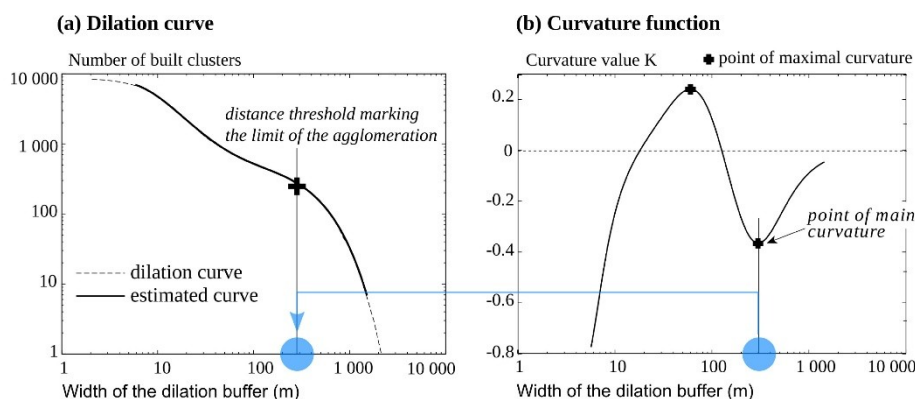 (a) Dilation curve
Number of built clusters
10 000
1 000
100
10
1
distance threshold marking
the limit of the agglomeration
dilation curve
estimated curve
1 10 100 1 000 10 000
Width of the dilation buffer (m)
(b) Curvature function
Curvature value K
point of maximal curvature
0.2
0
-0.2
-0.4
-0.6
-0.8
point of main
curvature
1 10 100 1 000 10 000
Width of the dilation buffer (m)